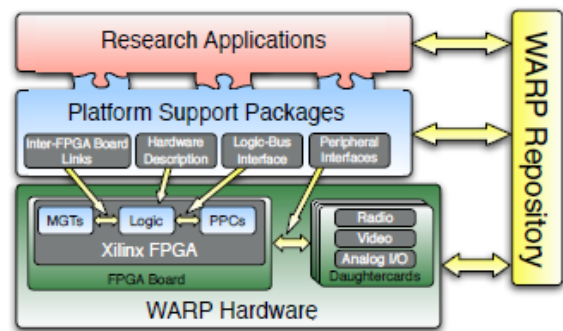 Research Applications
Platform Support Packages
Inter-FPGA Board
Links
Hardware
Description
Logic-Bus
Interface
Peripheral
Interfaces
MGTs
Logic
PPCs
Xilinx FPGA
FPGA Board
Radio
Video
Analog I/O
Daughtercards
WARP Hardware
WARP Repository